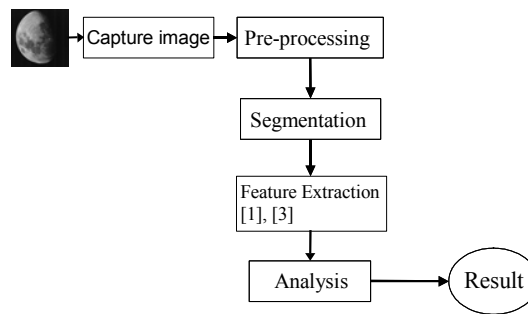 Capture image
Pre-processing
Segmentation
Feature Extraction
[1], [3]
Analysis
Result